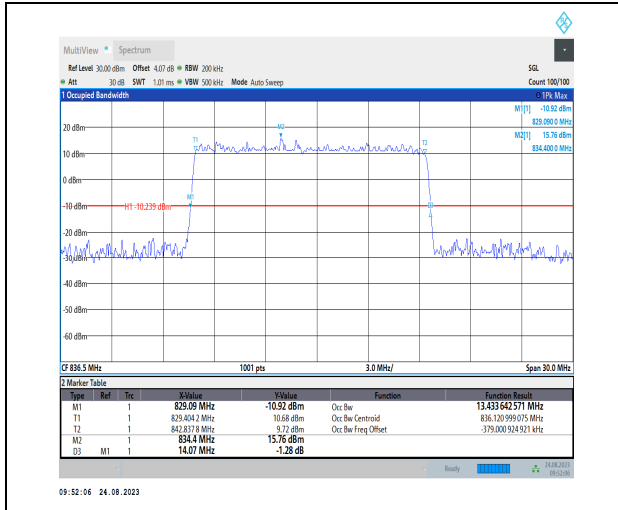 MultiView Spectrum
Ref Level 30.00 dBm Offset 4.07 dB RBW 200 kHz SGL
Att 30 dB SWT 1.01 ms VBW 500 kHz Mode Auto Sweep Count 100/100
1 Occupied Bandwidth 1Pk Max
M1[1] -10.92 dBm
829.090 0 MHz
M2[1] 15.76 dBm
834.400 0 MHz
20 dBm
M2
T1
T2
10 dBm
0 dBm
M1
-10 dBm
H1 -10.239 dBm
D3
-20 dBm
-30 dBm
-40 dBm
-50 dBm
-60 dBm
CF 836.5 MHz 1001 pts 3.0 MHz/ Span 30.0 MHz
2 Marker Table
Type Ref Trc X-Value Y-Value Function Function Result
M1 1 829.09 MHz -10.92 dBm Occ Bw 13.433 642 571 MHz
T1 1 829.404 2 MHz 10.68 dBm Occ Bw Centroid 836.120 999 075 MHz
T2 1 842.837 8 MHz 9.72 dBm Occ Bw Freq Offset -379.000 924 921 kHz
M2 1 834.4 MHz 15.76 dBm
D3 M1 1 14.07 MHz -1.28 dB
Ready 24.08.2023
09:52:06
09:52:06 24.08.2023